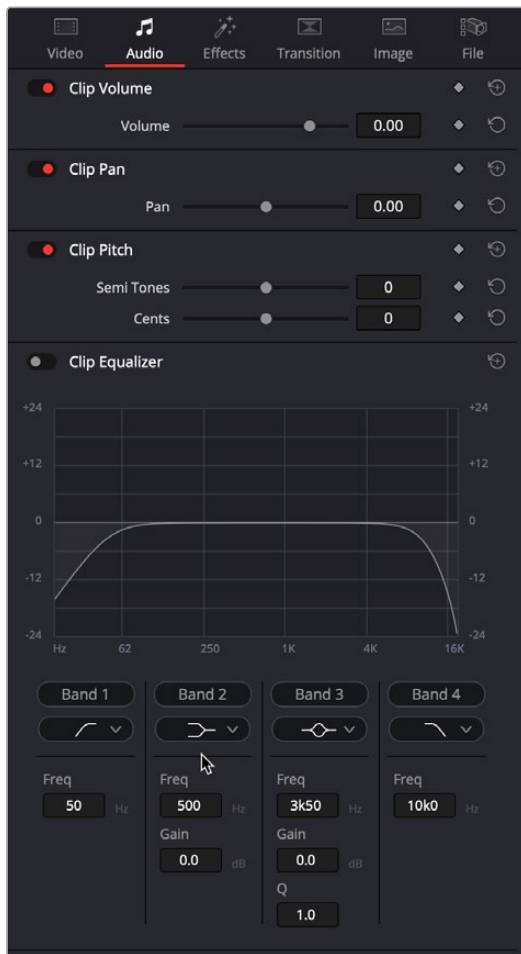 Video Audio Effects Transition Image File
Clip Volume
Volume 0.00
Clip Pan
Pan 0.00
Clip Pitch
Semi Tones 0
Cents 0
Clip Equalizer
+24 +24
+12 +12
0 0
-12 -12
-24 -24
Hz 62 250 1K 4K 16K
Band 1 Band 2 Band 3 Band 4
Freq Freq Freq Freq
50 Hz 500 Hz 3k50 Hz 10k0 Hz
Gain Gain
0.0 dB 0.0 dB
Q
1.0